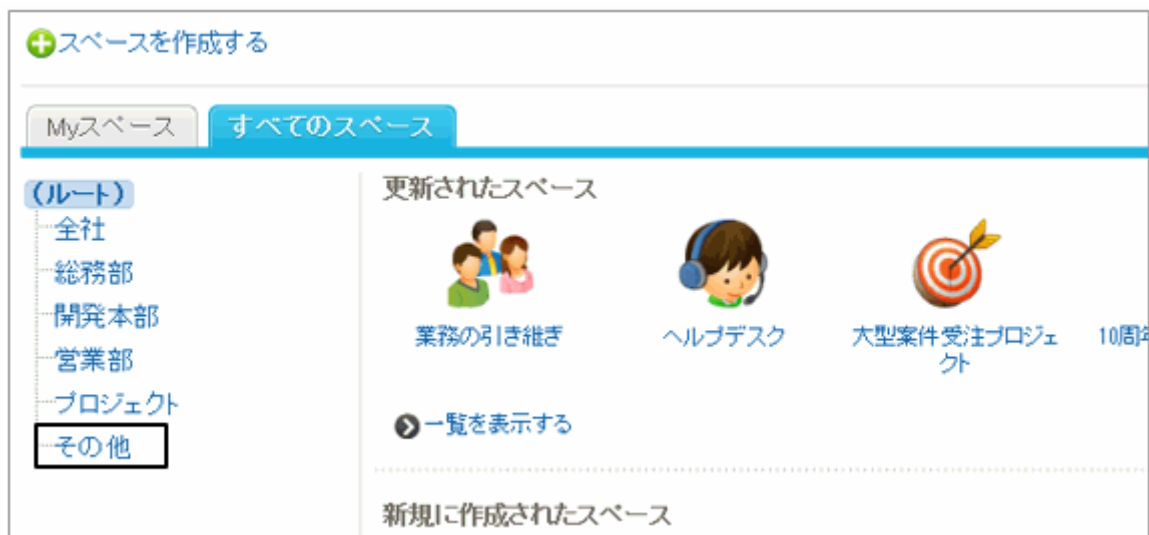 スペースを作成する
Myスペース
すべてのスペース
(ルート)
全社
総務部
開発本部
営業部
プロジェクト
その他
更新されたスペース
業務の引き継ぎ
ヘルプデスク
大型案件受注プロジェ
クト
10周年
一覧を表示する
新規に作成されたスペース